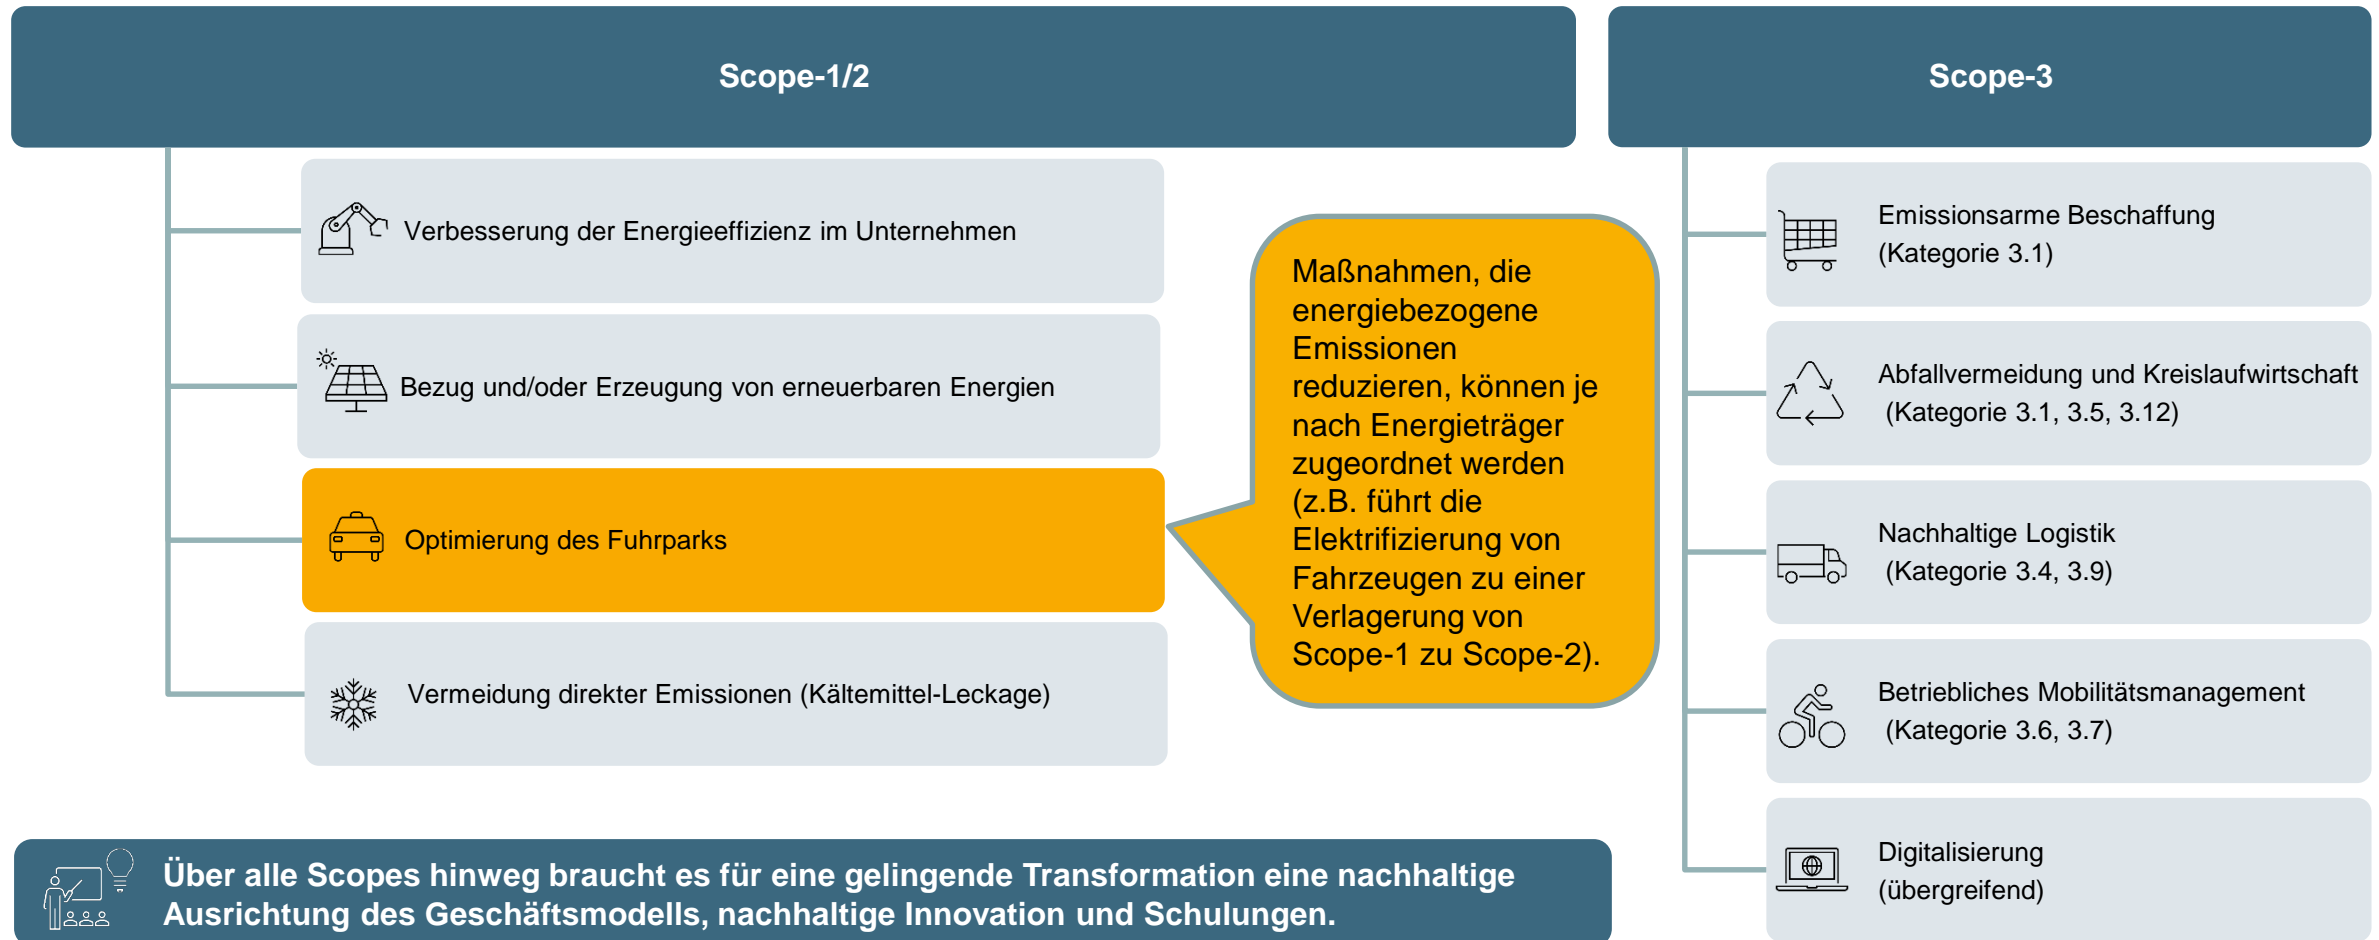 Scope-1/2
Verbesserung der Energieeffizienz im Unternehmen
Bezug und/oder Erzeugung von erneuerbaren Energien
Optimierung des Fuhrparks
Vermeidung direkter Emissionen (Kältemittel-Leckage)
Maßnahmen, die
energiebezogene
Emissionen
reduzieren, können je
nach Energieträger
zugeordnet werden
(z.B. führt die
Elektrifizierung von
Fahrzeugen zu einer
Verlagerung von
Scope-1 zu Scope-2).
Scope-3
Emissionsarme Beschaffung
(Kategorie 3.1)
Abfallvermeidung und Kreislaufwirtschaft
(Kategorie 3.1, 3.5, 3.12)
Nachhaltige Logistik
(Kategorie 3.4, 3.9)
Betriebliches Mobilitätsmanagement
(Kategorie 3.6, 3.7)
Digitalisierung
(übergreifend)
Über alle Scopes hinweg braucht es für eine gelingende Transformation eine nachhaltige
Ausrichtung des Geschäftsmodells, nachhaltige Innovation und Schulungen.